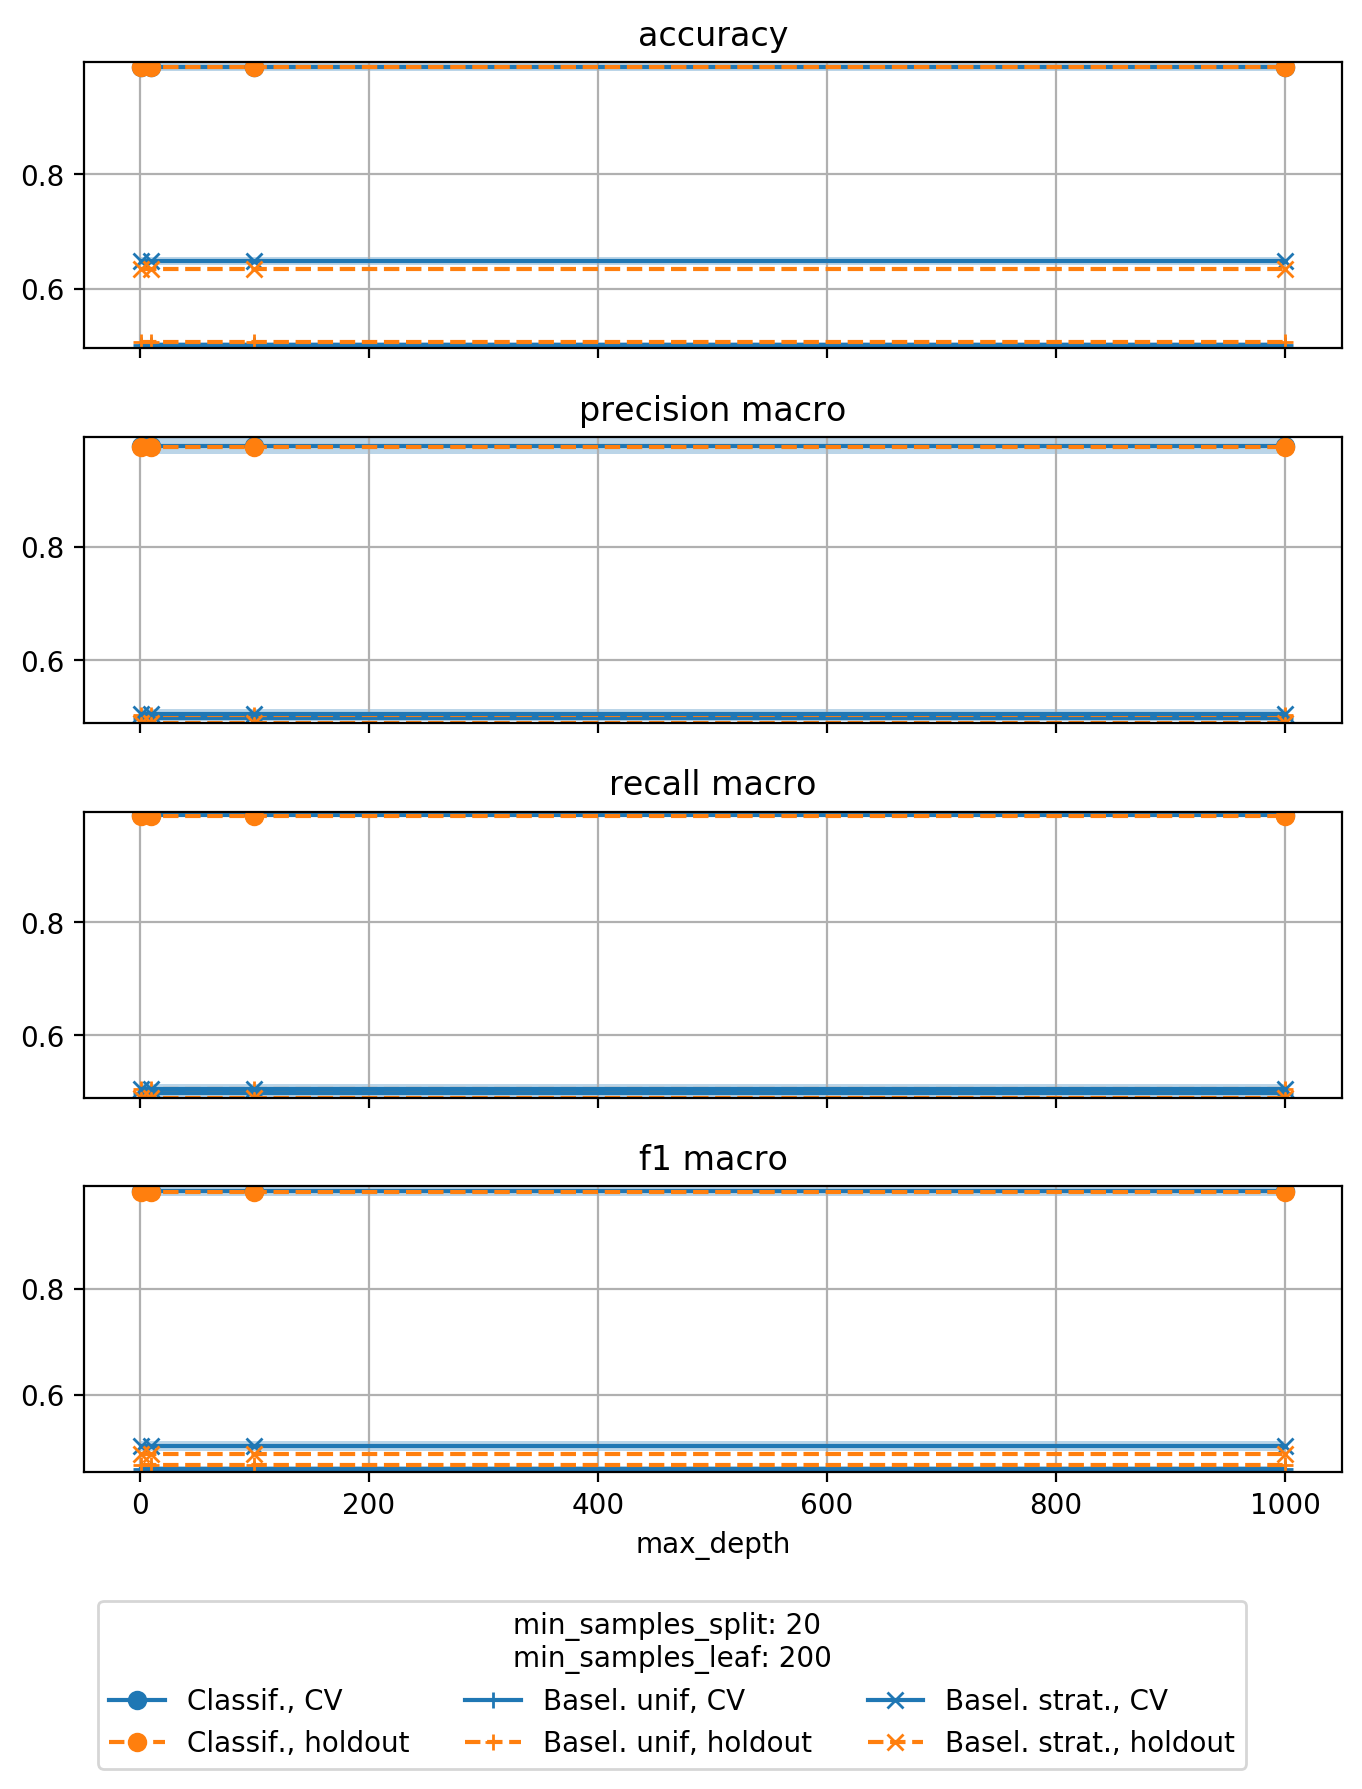 accuracy
0.8
0.6
precision macro
0.8
0.6
recall macro
0.8
0.6
f1 macro
0.8
0.6
0 200 400 600 800 1000
max_depth
min_samples_split: 20
min_samples_leaf: 200
Classif., CV Basel. unif, CV Basel. strat., CV
Classif., holdout Basel. unif, holdout Basel. strat., holdout